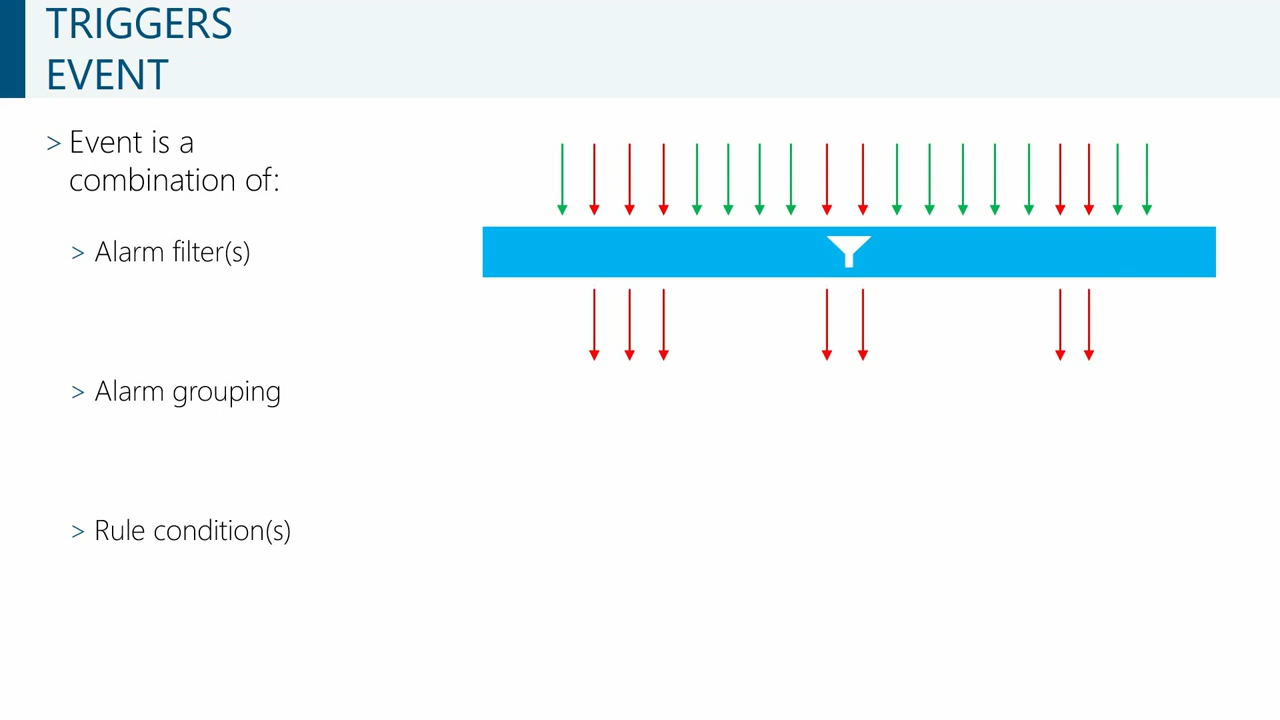 TRIGGERS
EVENT
> Event is a
combination of:
> Alarm filter(s)
> Alarm grouping
> Rule condition(s)